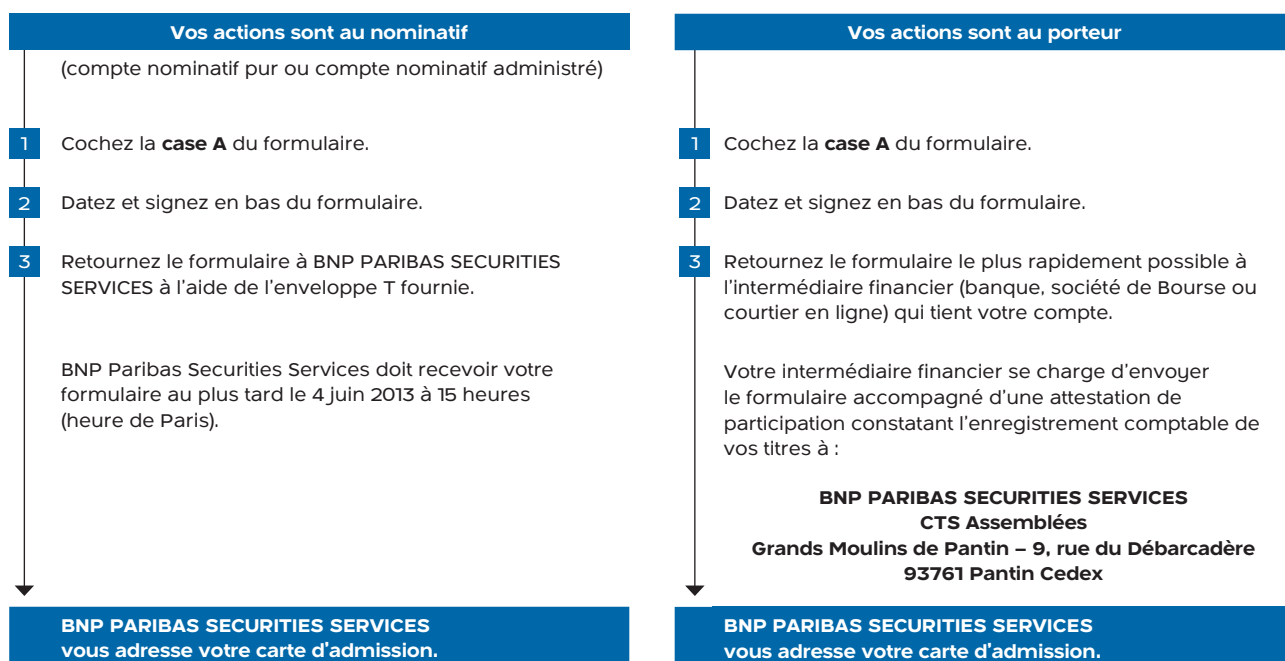 Vos actions sont au nominatif
(compte nominatif pur ou compte nominatif administré)
1 Cochez la case A du formulaire.
2 Datez et signez en bas du formulaire.
3 Retournez le formulaire à BNP PARIBAS SECURITIES
SERVICES à l'aide de l'enveloppe T fournie.
BNP Paribas Securities Services doit recevoir votre
formulaire au plus tard le 4 juin 2013 à 15 heures
(heure de Paris).
BNP PARIBAS SECURITIES SERVICES
vous adresse votre carte d'admission.
Vos actions sont au porteur
1 Cochez la case A du formulaire.
2 Datez et signez en bas du formulaire.
3 Retournez le formulaire le plus rapidement possible à
l'intermédiaire financier (banque, société de Bourse ou
courtier en ligne) qui tient votre compte.
Votre intermédiaire financier se charge d'envoyer
le formulaire accompagné d'une attestation de
participation constatant l'enregistrement comptable de
vos titres à :
BNP PARIBAS SECURITIES SERVICES
CTS Assemblées
Grands Moulins de Pantin – 9, rue du Débarcadère
93761 Pantin Cedex
BNP PARIBAS SECURITIES SERVICES
vous adresse votre carte d'admission.